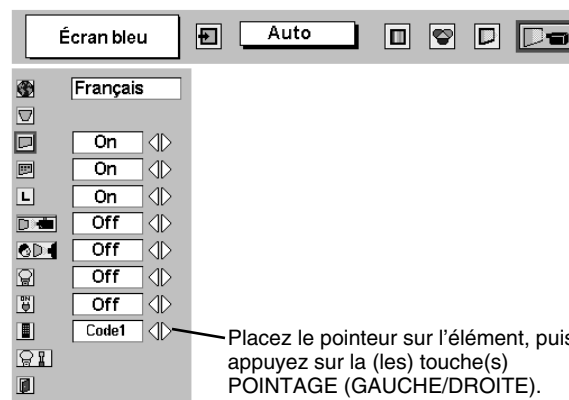 Écran bleu
Auto
Français
On
On
On
Off
Off
Off
Off
Code1
Placez le pointeur sur l’élément, puis
appuyez sur la (les) touche(s)
POINTAGE (GAUCHE/DROITE).
L
ON